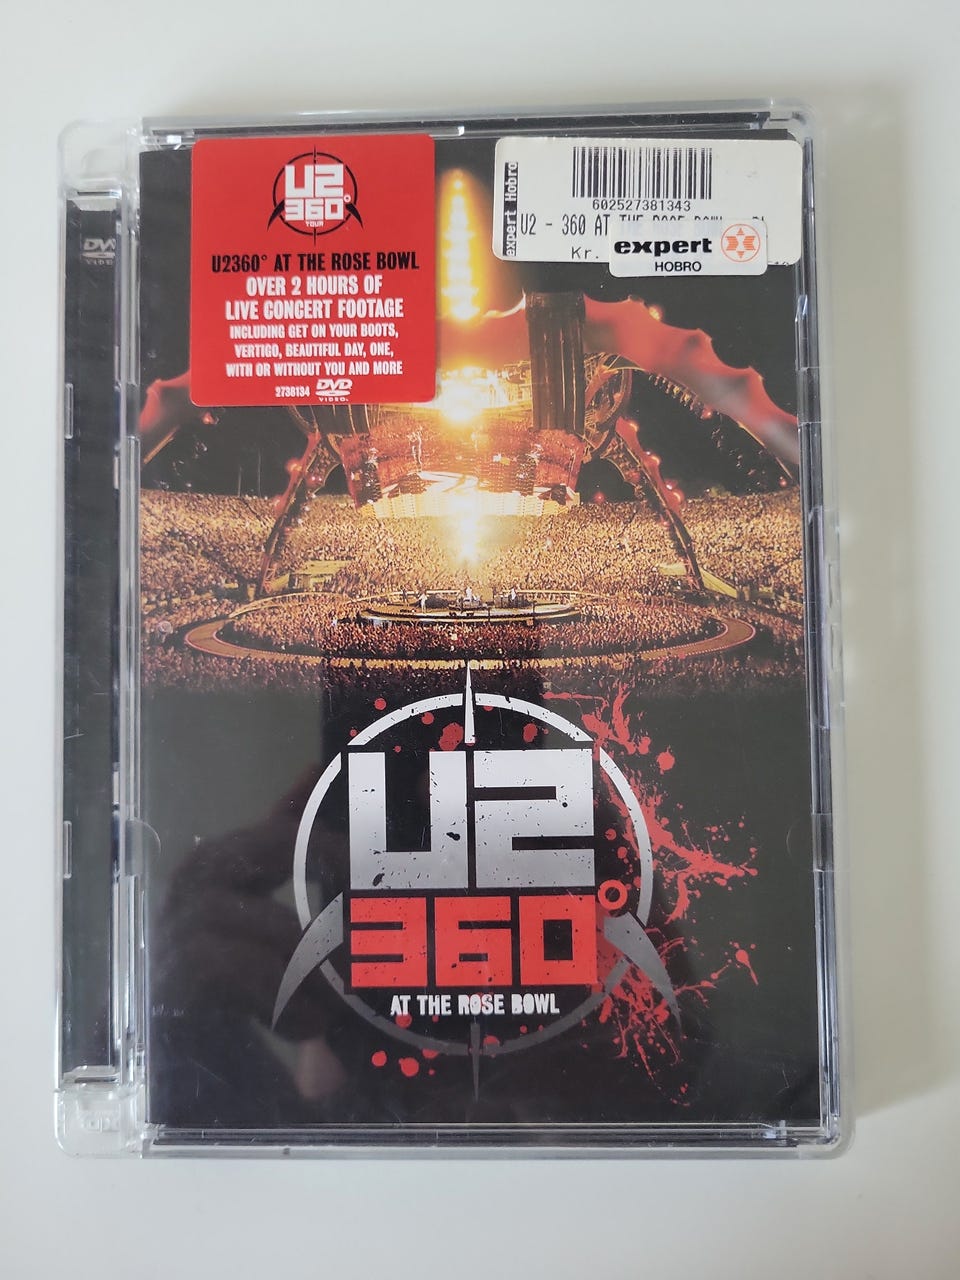 U2
360°
TOUR
U2360° AT THE ROSE BOWL
OVER 2 HOURS OF
LIVE CONCERT FOOTAGE
INCLUDING GET ON YOUR BOOTS,
VERTIGO, BEAUTIFUL DAY, ONE,
WITH OR WITHOUT YOU AND MORE
2738134 DVD
VIDEO
expert Hobro
602527381343
U2 - 360 AT THE ROSE BOWL
Kr.
expert
HOBRO
DVD
VIDEO
U2
360°
AT THE ROSE BOWL